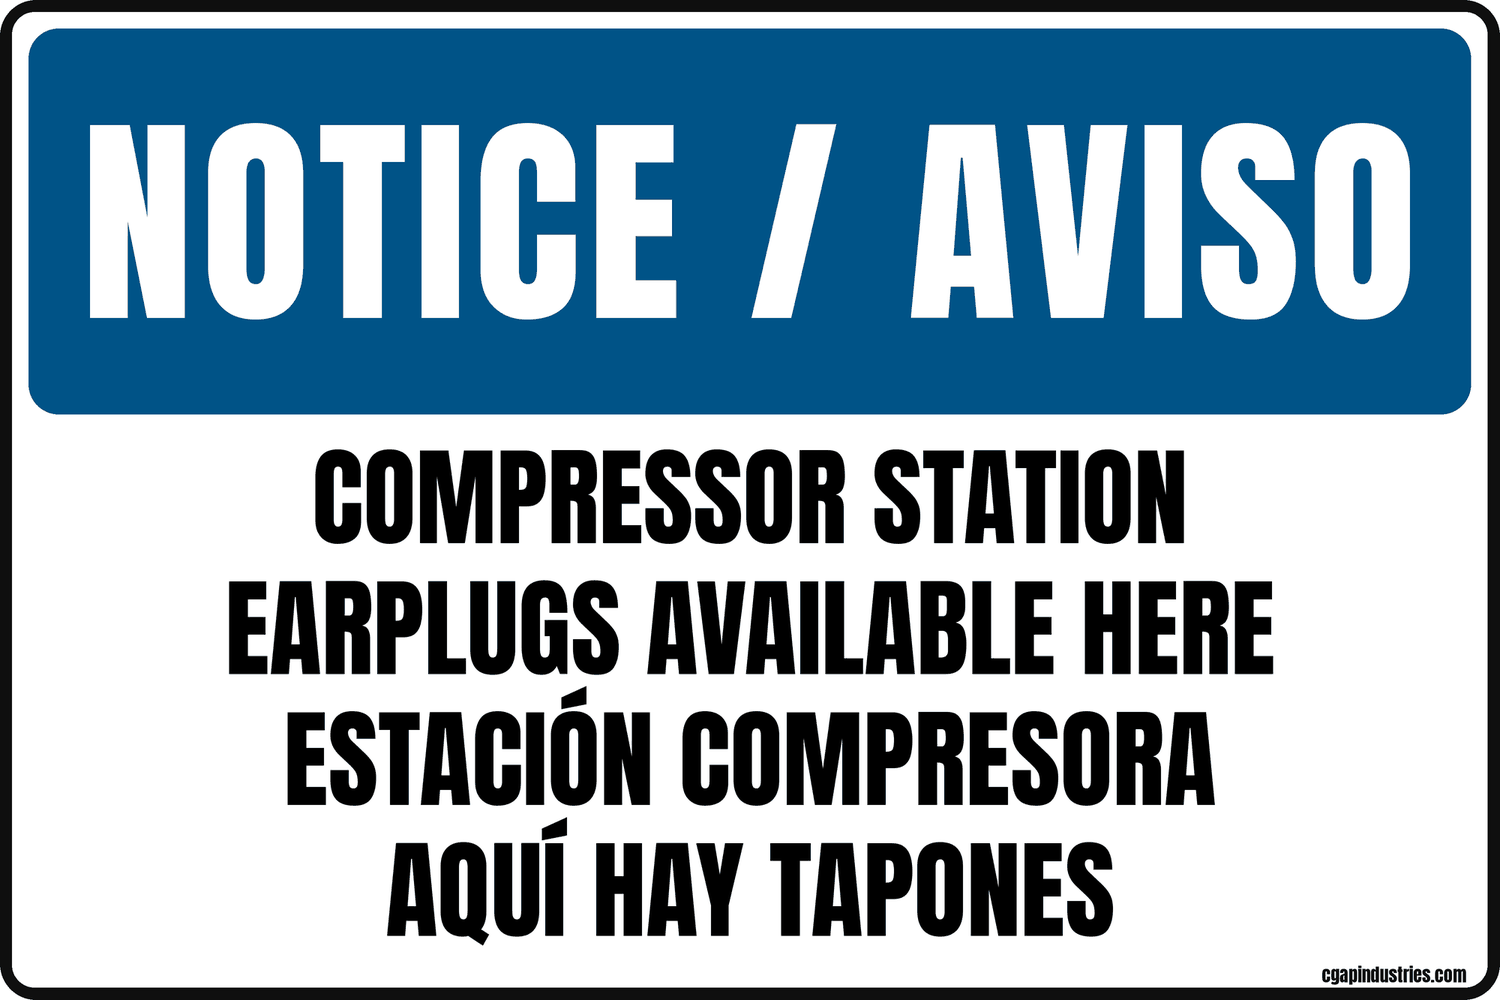 NOTICE / AVISO
COMPRESSOR STATION
EARPLUGS AVAILABLE HERE
ESTACIÓN COMPRESORA
AQUÍ HAY TAPONES
cgapindustries.com